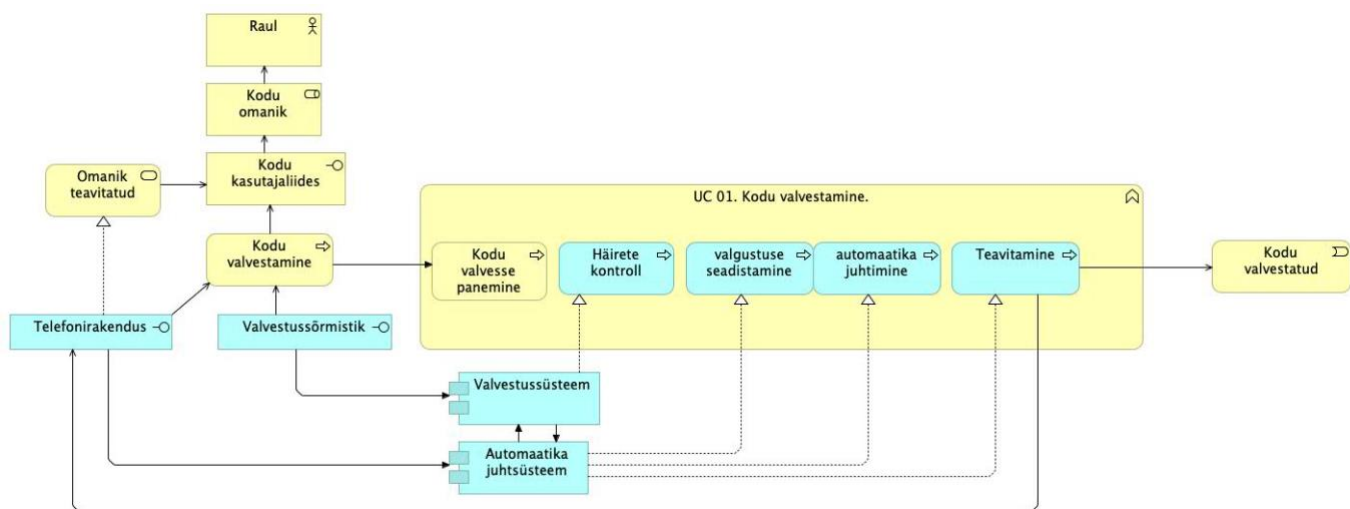 Raul
Kodu
omanik
Omanik
teavitatud
Kodu
kasutajaliides
UC 01. Kodu valvestamine.
Kodu
valvestamine
Kodu
valvesse
panemine
Häirete
kontroll
valgustuse
seadistamine
automaatika
juhtimine
Teavitamine
Kodu
valvestatud
Telefonirakendus
Valvestussõrmistik
Valvestussüsteem
Automaatika
juhtsüsteem